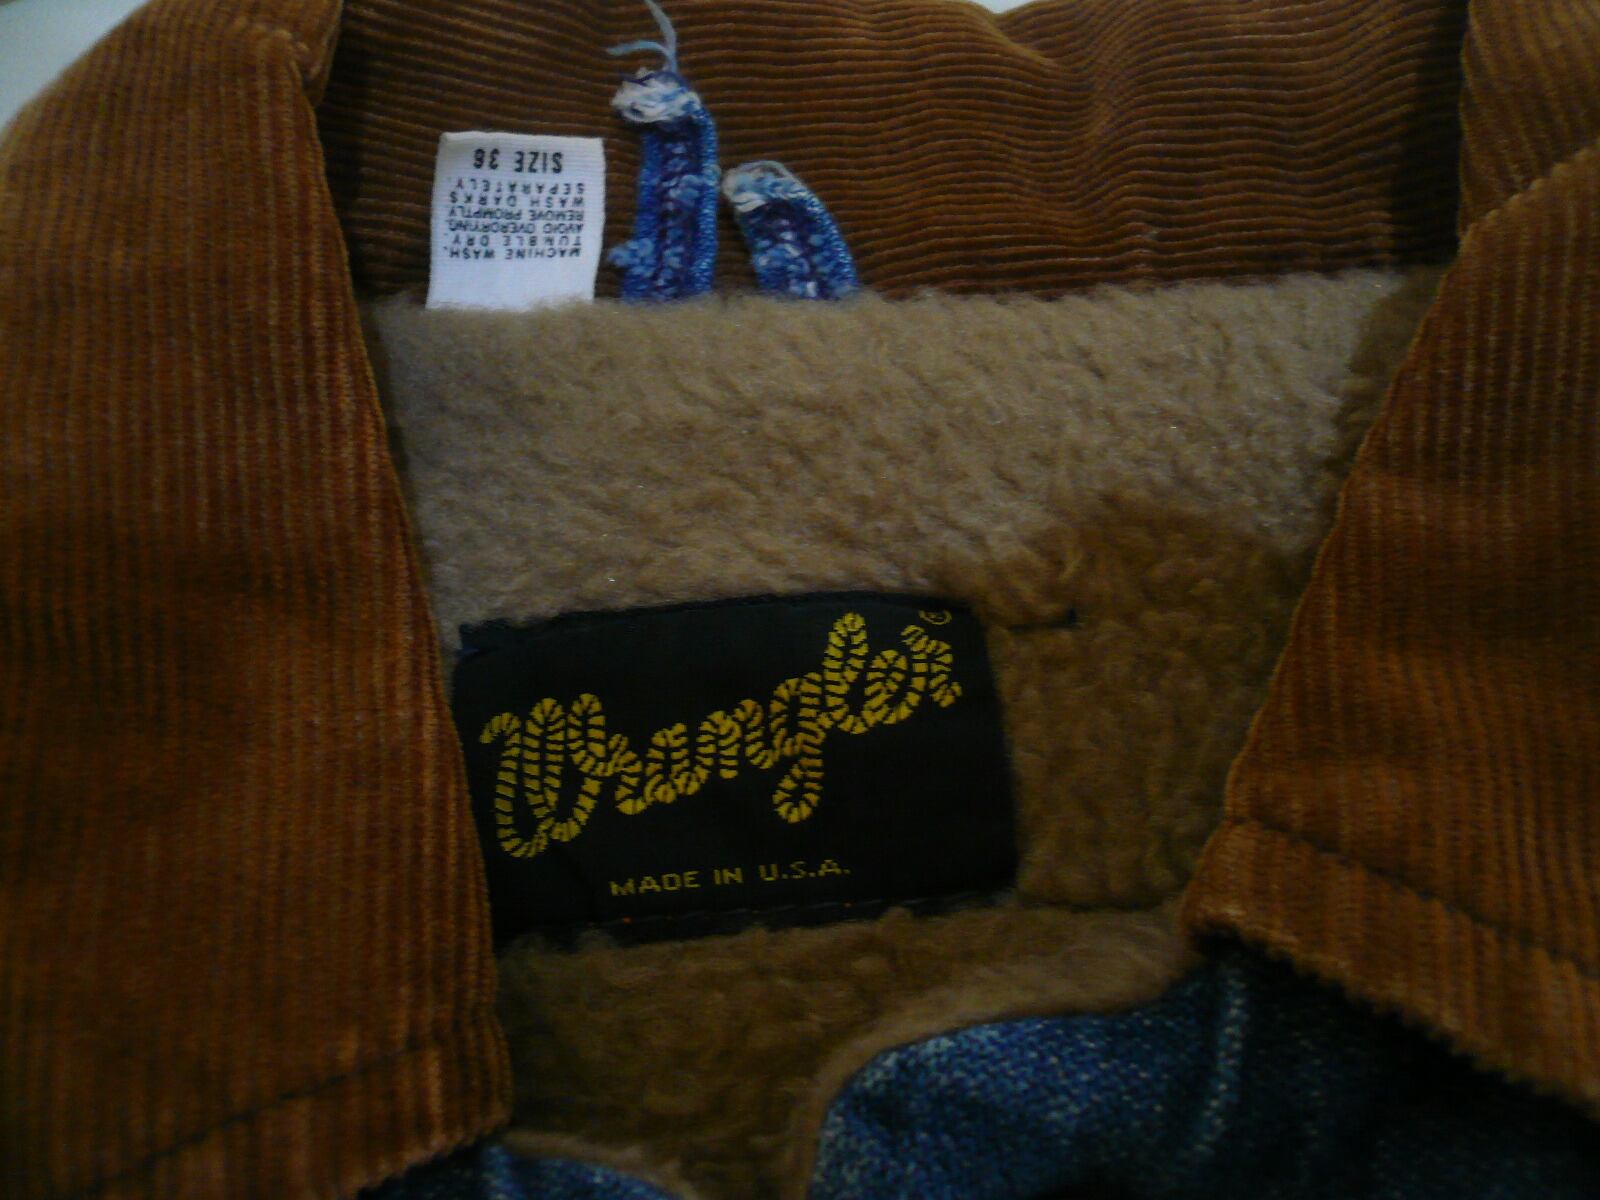 MACHINE WASH.
TUMBLE DRY
AVOID OVERDRYING.
REMOVE PROMPTLY
WASH DARKS
SEPARATELY.
SIZE 36
Wrangler®
MADE IN U.S.A.